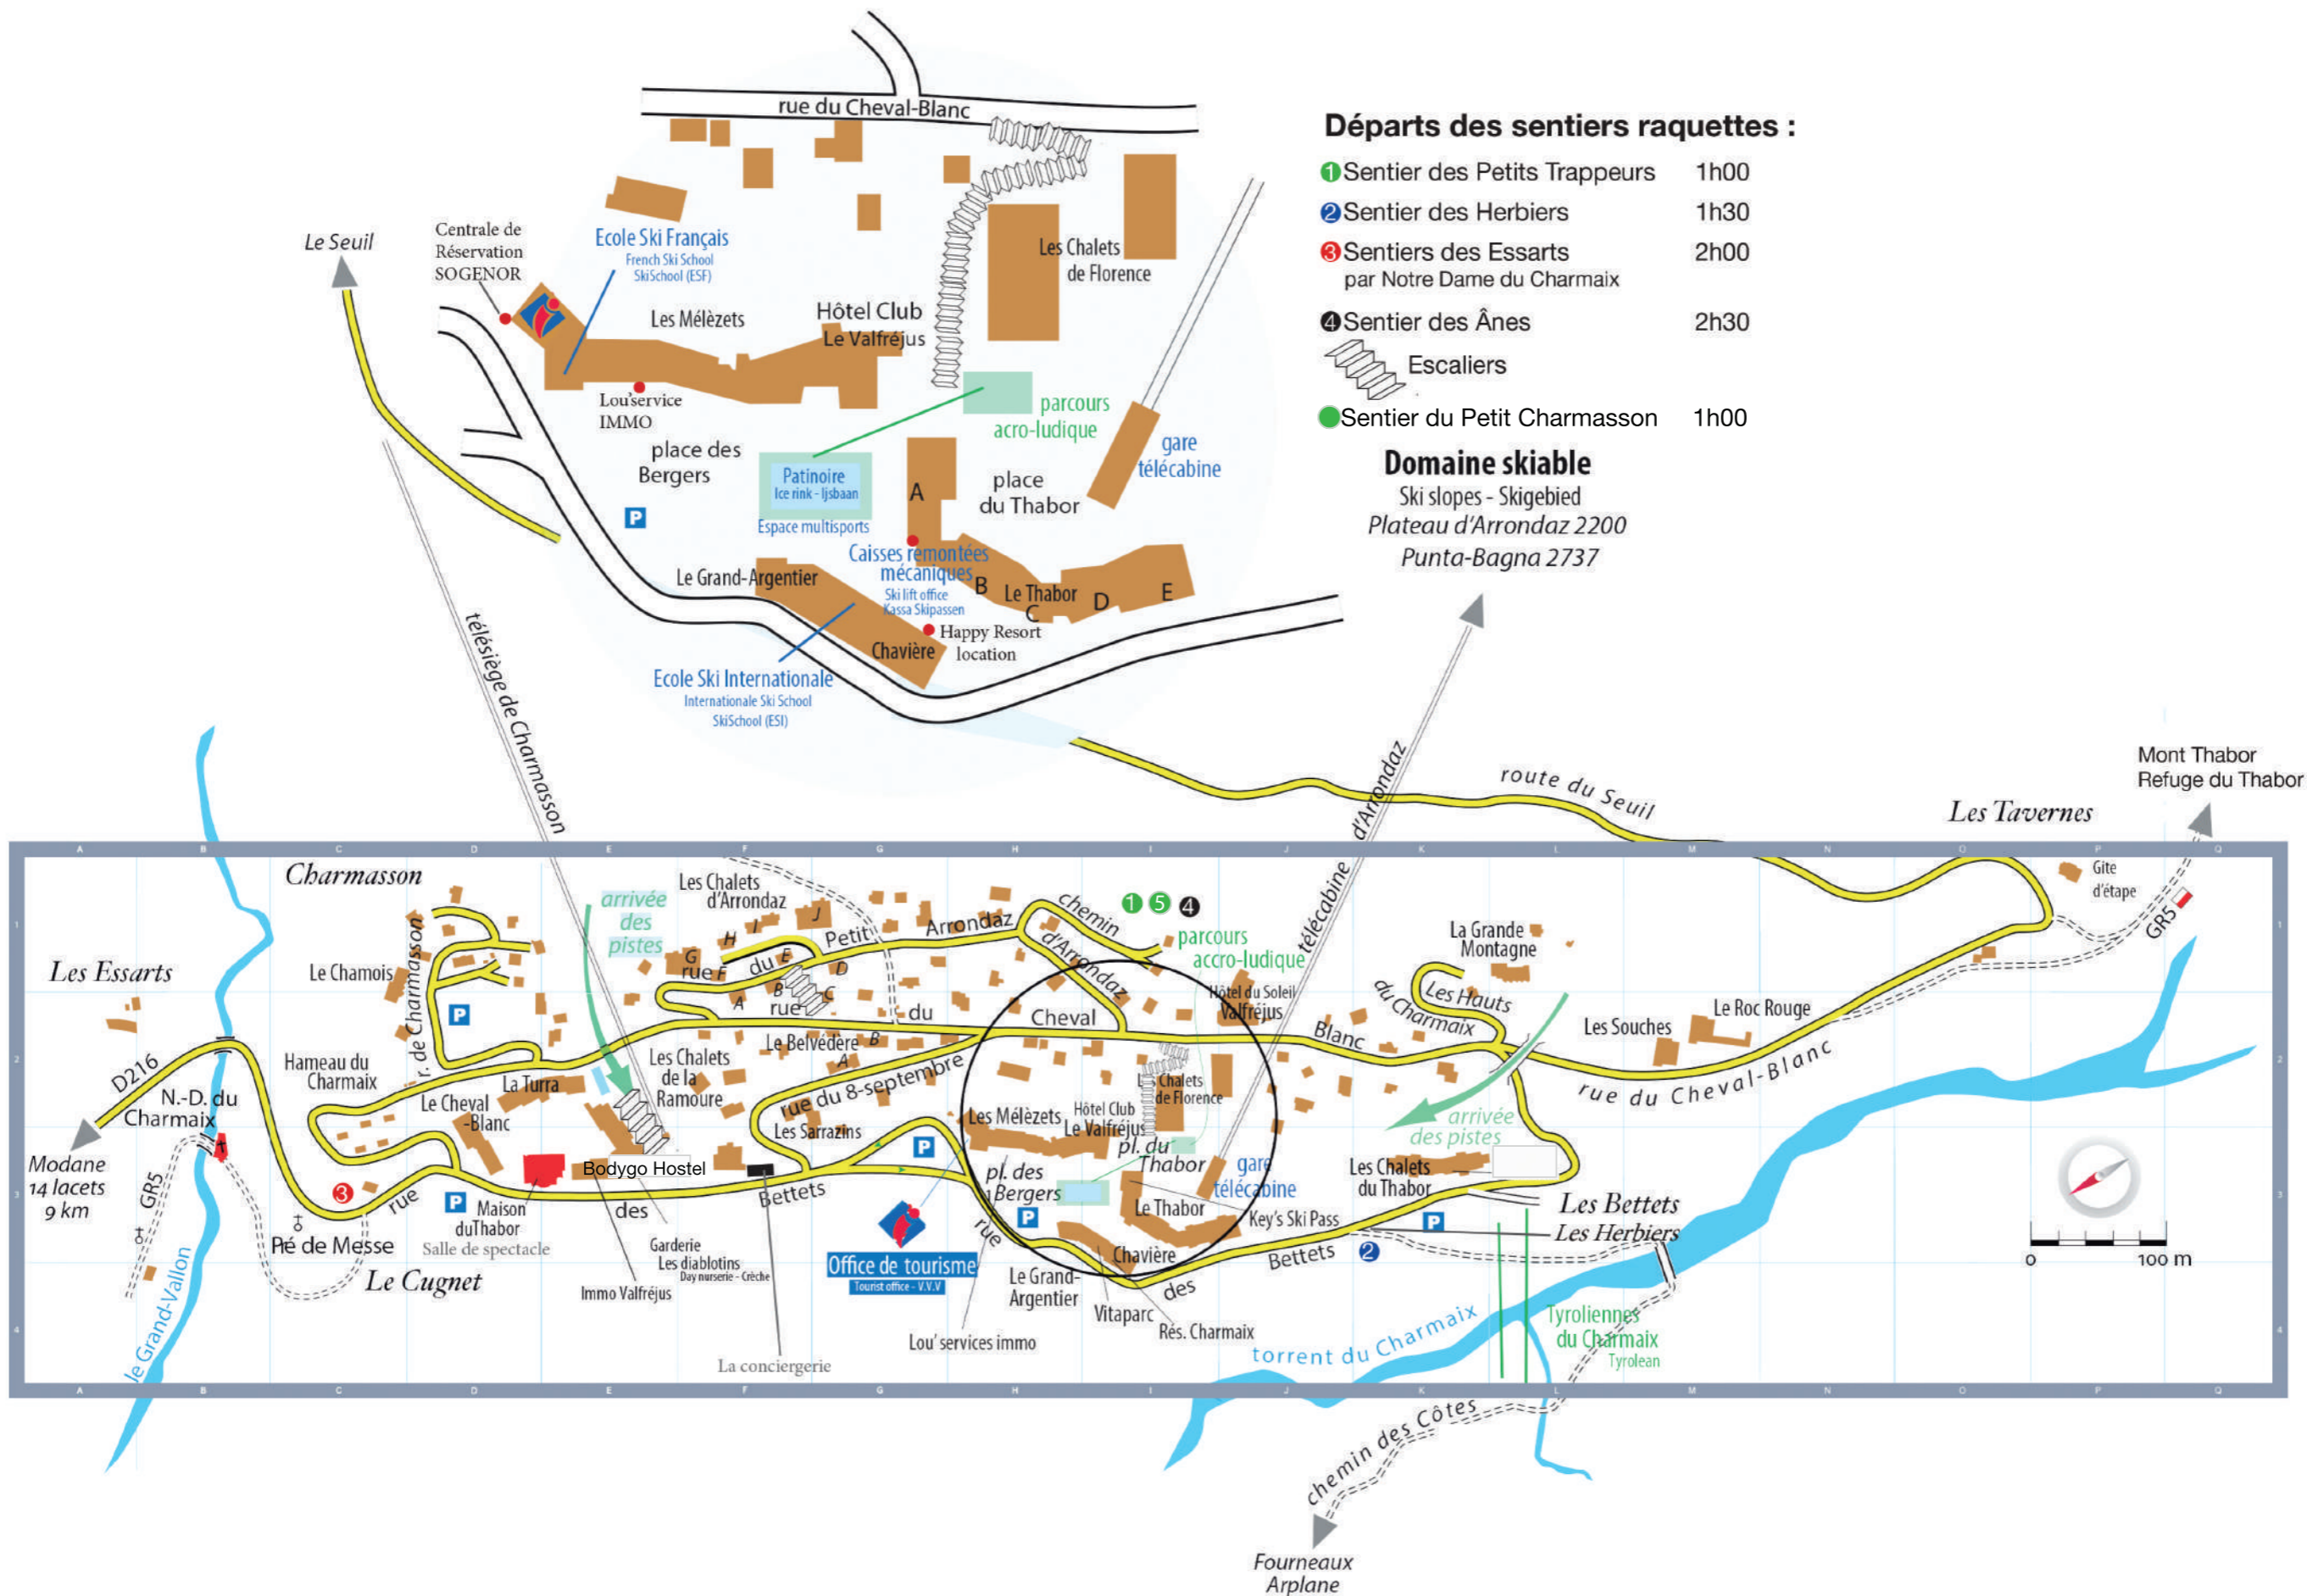 rue du Cheval-Blanc
Départs des sentiers raquettes :
1 Sentier des Petits Trappeurs 1h00
2 Sentier des Herbiers 1h30
3 Sentiers des Essarts 2h00
par Notre Dame du Charmaix
4 Sentier des Ânes 2h30
Escaliers
Sentier du Petit Charmasson 1h00
Domaine skiable
Ski slopes - Skigebied
Plateau d'Arrondaz 2200
Punta-Bagna 2737
Le Seuil
Centrale de
Réservation
SOGENOR
Ecole Ski Français
French Ski School
SkiSchool (ESF)
Les Mélèzets
Hôtel Club
Le Valfréjus
Les Chalets
de Florence
Lou'service
IMMO
place des
Bergers
P
Patinoire
Ice rink - Ijsbaan
Espace multisports
parcours
acro-ludique
gare
télécabine
place
du Thabor
A
B
C
D
E
Le Thabor
Caisses remontées
mécaniques
Ski lift office
Kassa Skipassen
Le Grand-Argentier
Chavière
Happy Resort
location
Ecole Ski Internationale
Internationale Ski School
SkiSchool (ESI)
télésiège de Charmasson
télécabine
d'Arrondaz
route du Seuil
Les Tavernes
Mont Thabor
Refuge du Thabor
A B C D E F G H I J K L M N O P Q
1
2
3
4
1
2
3
4
Charmasson
Les Essarts
Le Chamois
r. de Charmasson
P
arrivée
des
pistes
Les Chalets
d'Arrondaz
J
I
H
G
F
E
D
C
B
A
rue du Petit Arrondaz
chemin
d'Arrondaz
1 5 4
parcours
accro-ludique
Hôtel du Soleil
Valfréjus
La Grande
Montagne
Les Hauts
du Charmaix
Gîte
d'étape
GR5
Les Souches
Le Roc Rouge
rue du Cheval Blanc
rue du Cheval-Blanc
D216
Hameau du
Charmaix
N.-D. du
Charmaix
La Turra
Le Cheval
-Blanc
Les Chalets
de la
Ramoure
Le Belvédère
A
B
rue du 8-septembre
Les Sarrazins
P
Les Mélèzets
Hôtel Club
Le Valfréjus
Chalets
de Florence
pl. du
Thabor
pl. des
Bergers
P
gare
télécabine
Le Thabor
Key's Ski Pass
arrivée
des pistes
Les Chalets
du Thabor
Les Bettets
Les Herbiers
P
2
Modane
14 lacets
9 km
GR5
3
Pé de Messe
Le Cugnet
P
Maison
du Thabor
Salle de spectacle
Bodygo Hostel
rue des Bettets
rue des Bettets
Garderie
Les diablotins
Day nurserie - Crèche
Immo Valfréjus
La conciergerie
Office de tourisme
Tourist office - V.V.V
Lou' services immo
Le Grand-
Argentier
Chavière
Vitaparc
Rés. Charmaix
le Grand-Vallon
torrent du Charmaix
Tyroliennes
du Charmaix
Tyrolean
0 100 m
A B C D E F G H I J K L M N O P Q
chemin des Côtes
Fourneaux
Arplane